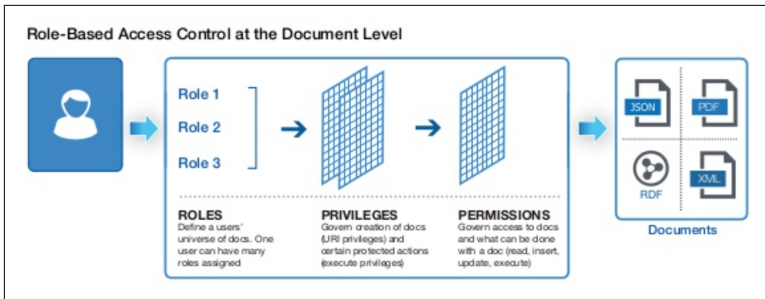 Role-Based Access Control at the Document Level
Role 1
Role 2
Role 3
ROLES
Define a users'
universe of docs. One
user can have many
roles assigned
PRIVILEGES
Govern creation of docs
(URI privileges) and
certain protected actions
(execute privileges)
PERMISSIONS
Govern access to docs
and what can be done
with a doc (read, insert,
update, execute)
JSON
PDF
RDF
XML
Documents